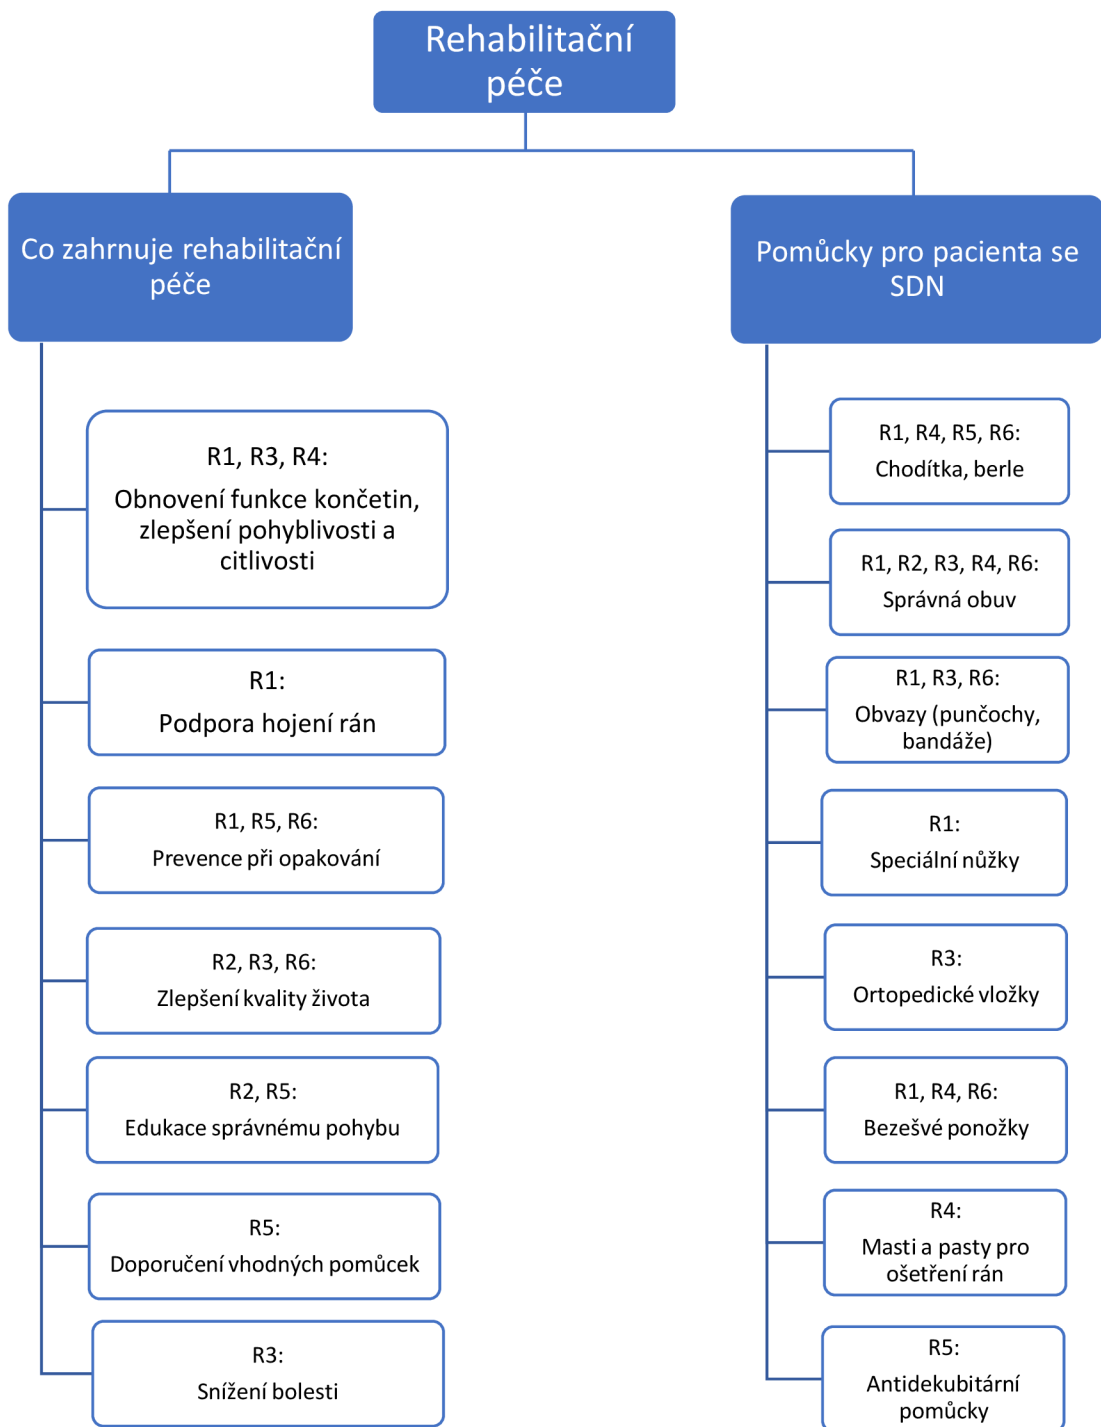 Rehabilitační
péče
Co zahrnuje rehabilitační
péče
R1, R3, R4:
Obnovení funkce končetin,
zlepšení pohyblivosti a
citlivosti
R1:
Podpora hojení rán
R1, R5, R6:
Prevence při opakování
R2, R3, R6:
Zlepšení kvality života
R2, R5:
Edukace správnému pohybu
R5:
Doporučení vhodných pomůcek
R3:
Snížení bolesti
Pomůcky pro pacienta se
SDN
R1, R4, R5, R6:
Chodítka, berle
R1, R2, R3, R4, R6:
Správná obuv
R1, R3, R6:
Obvazy (punčochy,
bandáže)
R1:
Speciální nůžky
R3:
Ortopedické vložky
R1, R4, R6:
Bezešvé ponožky
R4:
Masti a pasty pro
ošetření rán
R5:
Antidekubitární
pomůcky